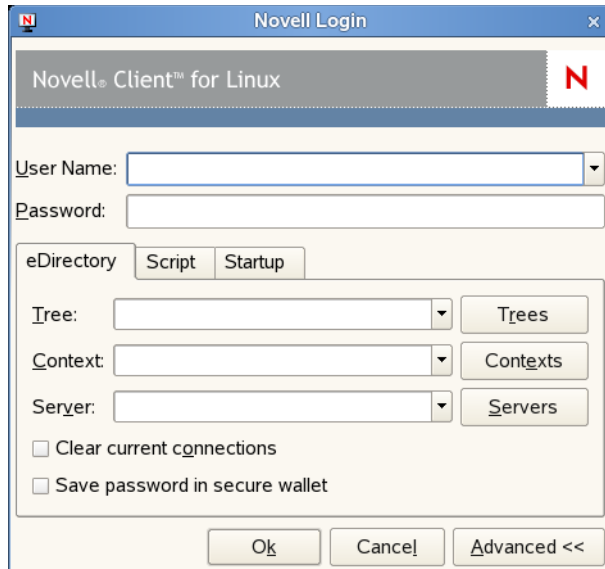 N Novell Login ×
Novell® Client™ for Linux N
User Name:
Password:
eDirectory Script Startup
Tree: Trees
Context: Contexts
Server: Servers
Clear current connections
Save password in secure wallet
Ok Cancel Advanced <<